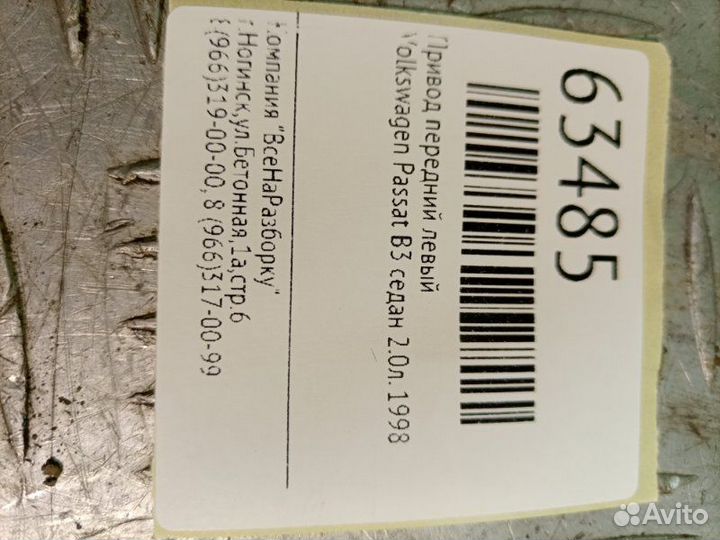 63485
Привод передний левый
Volkswagen Passat B3 седан 2.0л. 1998
Компания "ВсеНаРазборку"
г.Ногинск,ул.Бетонная,1а,стр.6
8 (966)319-00-00, 8 (966)317-00-99
Avito